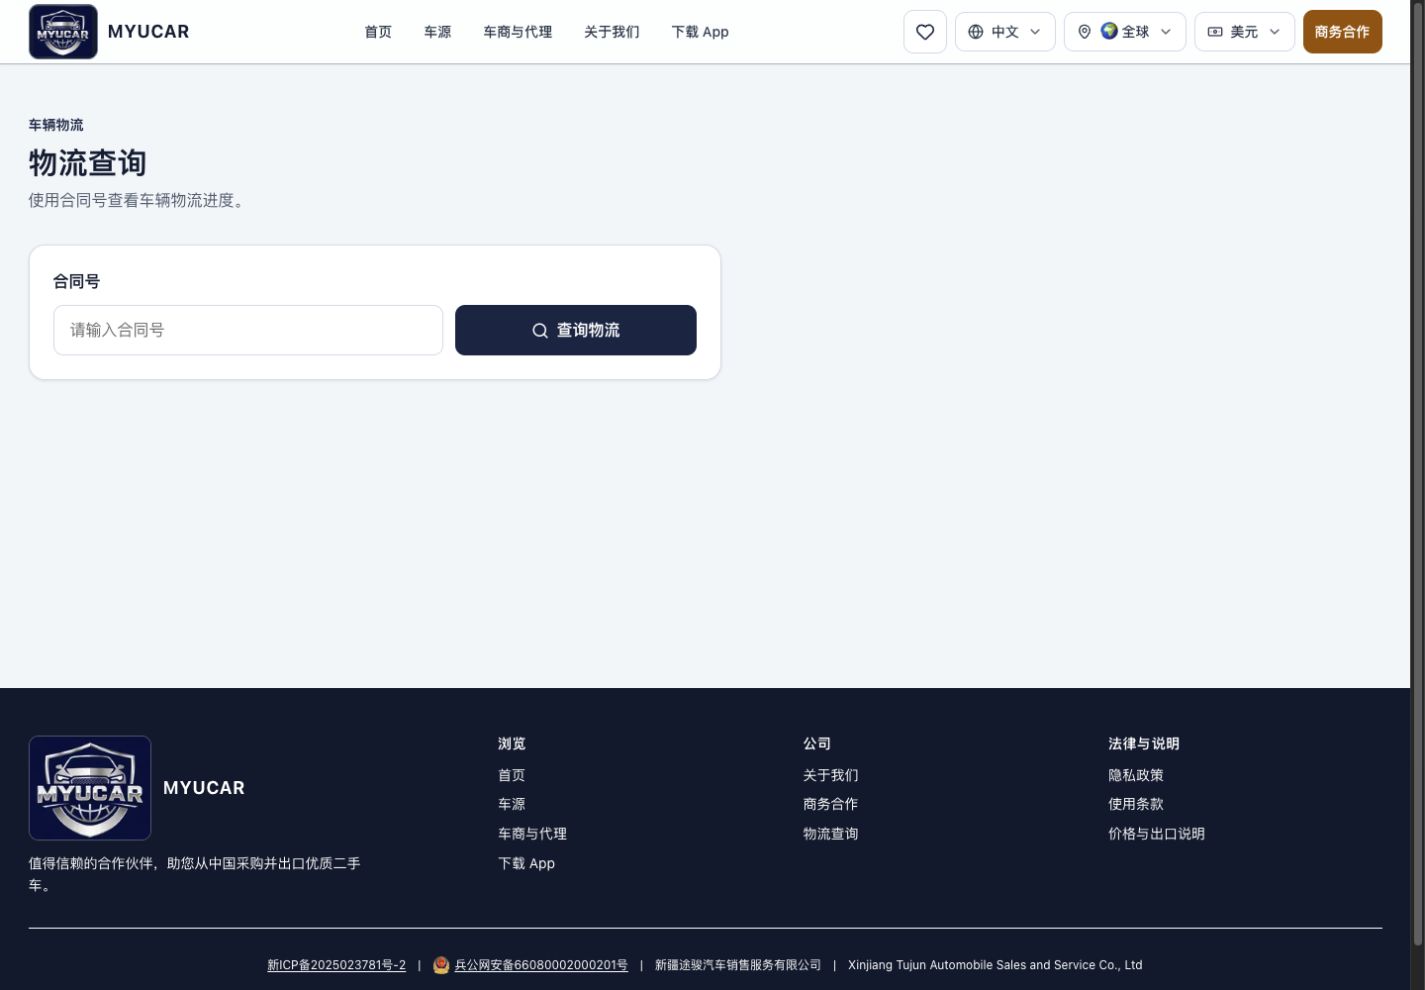 MYUCAR
MYUCAR
首页
车源
车商与代理
关于我们
下载 App
中文
全球
美元
商务合作
车辆物流
物流查询
使用合同号查看车辆物流进度。
合同号
请输入合同号
查询物流
MYUCAR
MYUCAR
值得信赖的合作伙伴，助您从中国采购并出口优质二手
车。
浏览
首页
车源
车商与代理
下载 App
公司
关于我们
商务合作
物流查询
法律与说明
隐私政策
使用条款
价格与出口说明
新ICP备2025023781号-2 | 兵公网安备66080002000201号 | 新疆途骏汽车销售服务有限公司 | Xinjiang Tujun Automobile Sales and Service Co., Ltd